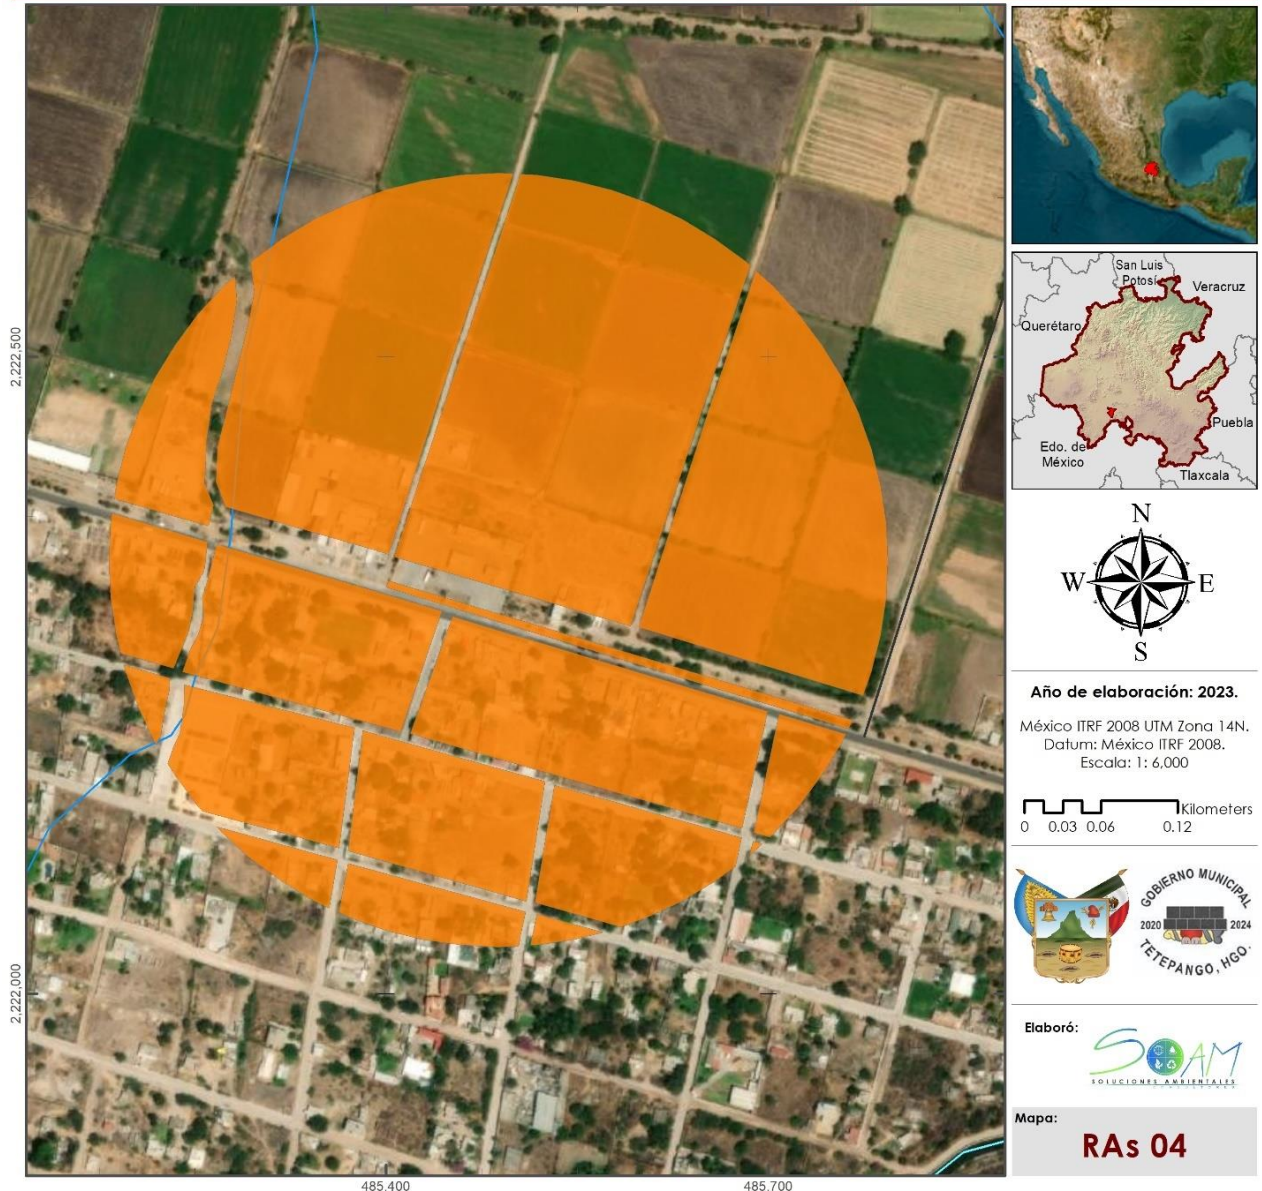 San Luis
Potosí
Veracruz
Querétaro
Puebla
Edo. de
México
Tlaxcala
N
W
E
S
2,222,500
2,222,000
485.400
485.700
Año de elaboración: 2023.
México ITRF 2008 UTM Zona 14N.
Datum: México ITRF 2008.
Escala: 1: 6,000
Kilometers
0 0.03 0.06 0.12
GOBIERNO MUNICIPAL
2020 2024
TETEPANGO, HGO.
Elaboró:
SOAM
SOLUCIONES AMBIENTALES
Mapa:
RAs 04